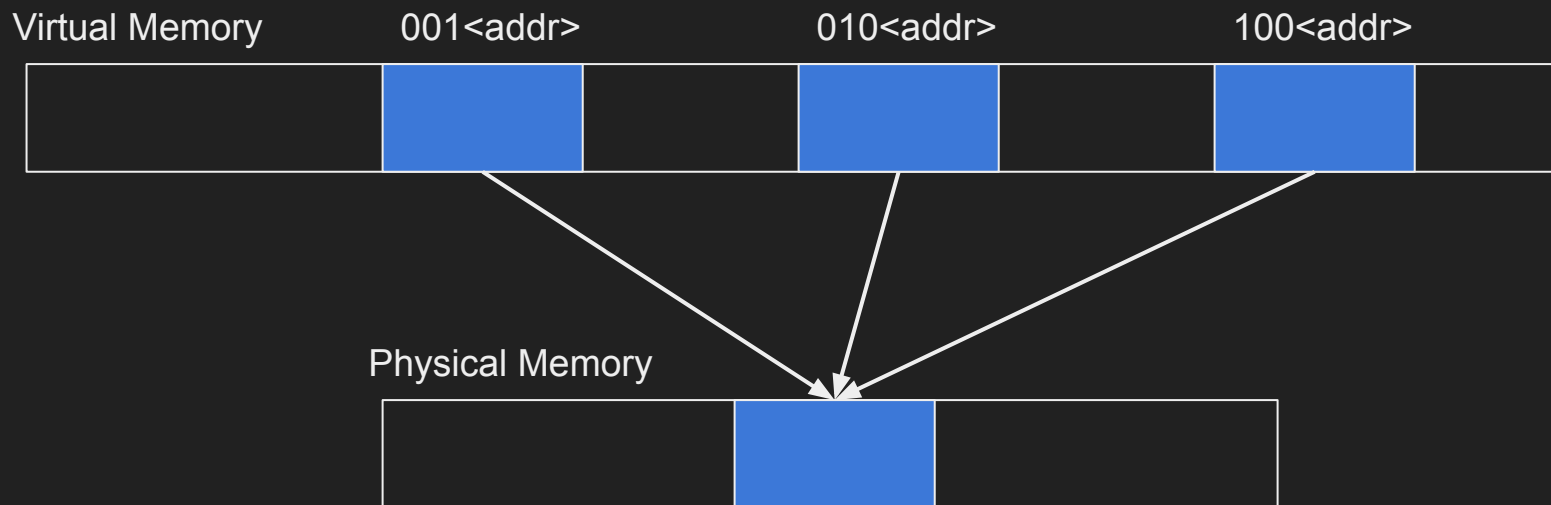 Virtual Memory 001<addr> 010<addr> 100<addr>
Physical Memory